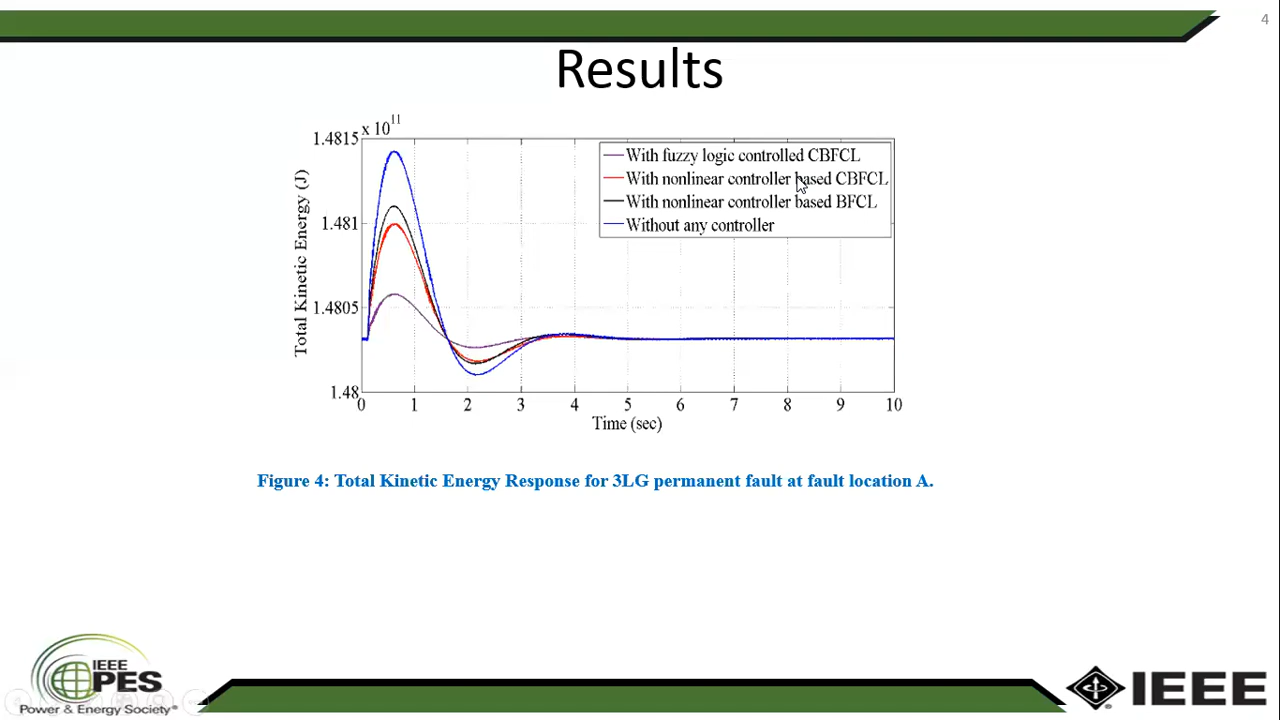 4
Results
x 10^11
1.4815
1.481
1.4805
1.48
Total Kinetic Energy (J)
With fuzzy logic controlled CBFCL
With nonlinear controller based CBFCL
With nonlinear controller based BFCL
Without any controller
0 1 2 3 4 5 6 7 8 9 10
Time (sec)
Figure 4: Total Kinetic Energy Response for 3LG permanent fault at fault location A.
IEEE
PES
Power & Energy Society®
IEEE